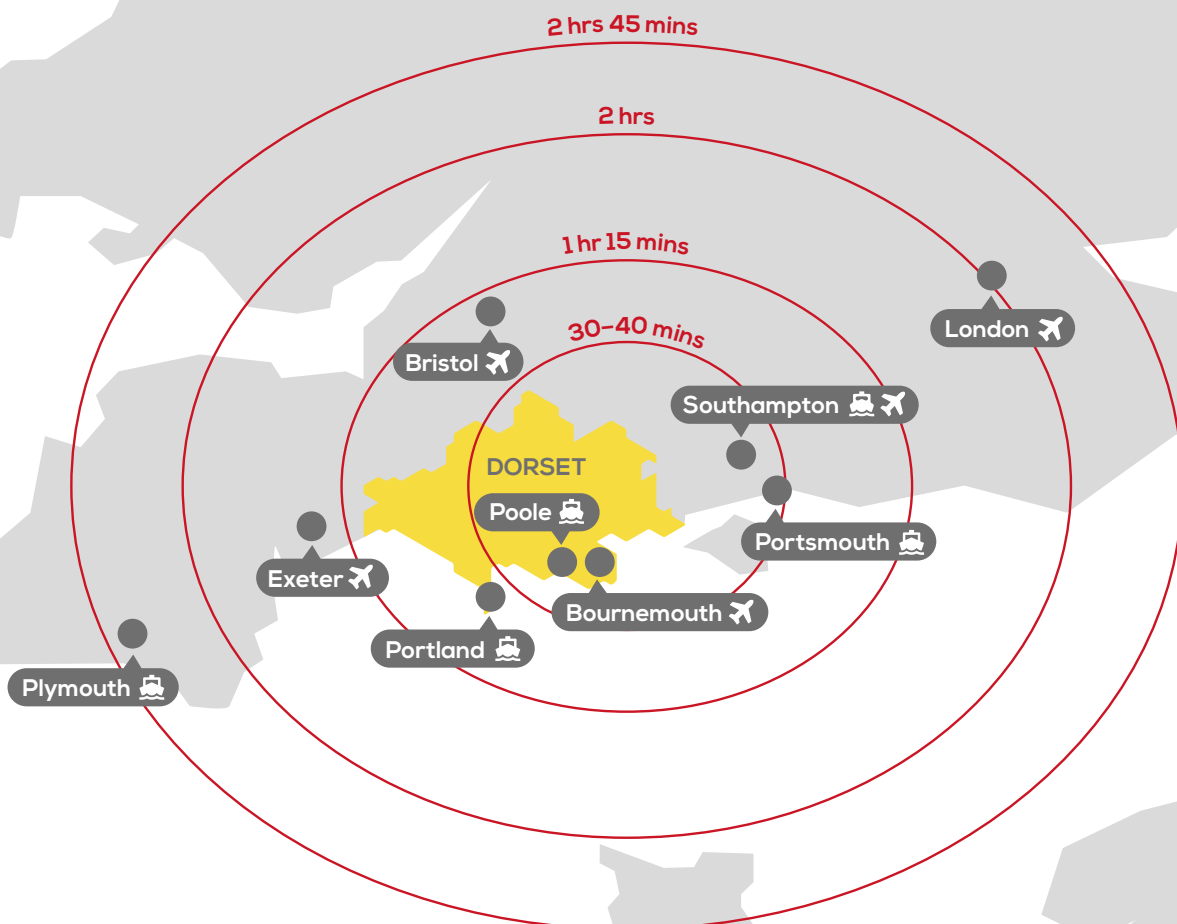 2 hrs 45 mins
2 hrs
1 hr 15 mins
30–40 mins
London
Bristol
Southampton
DORSET
Poole
Portsmouth
Exeter
Bournemouth
Portland
Plymouth